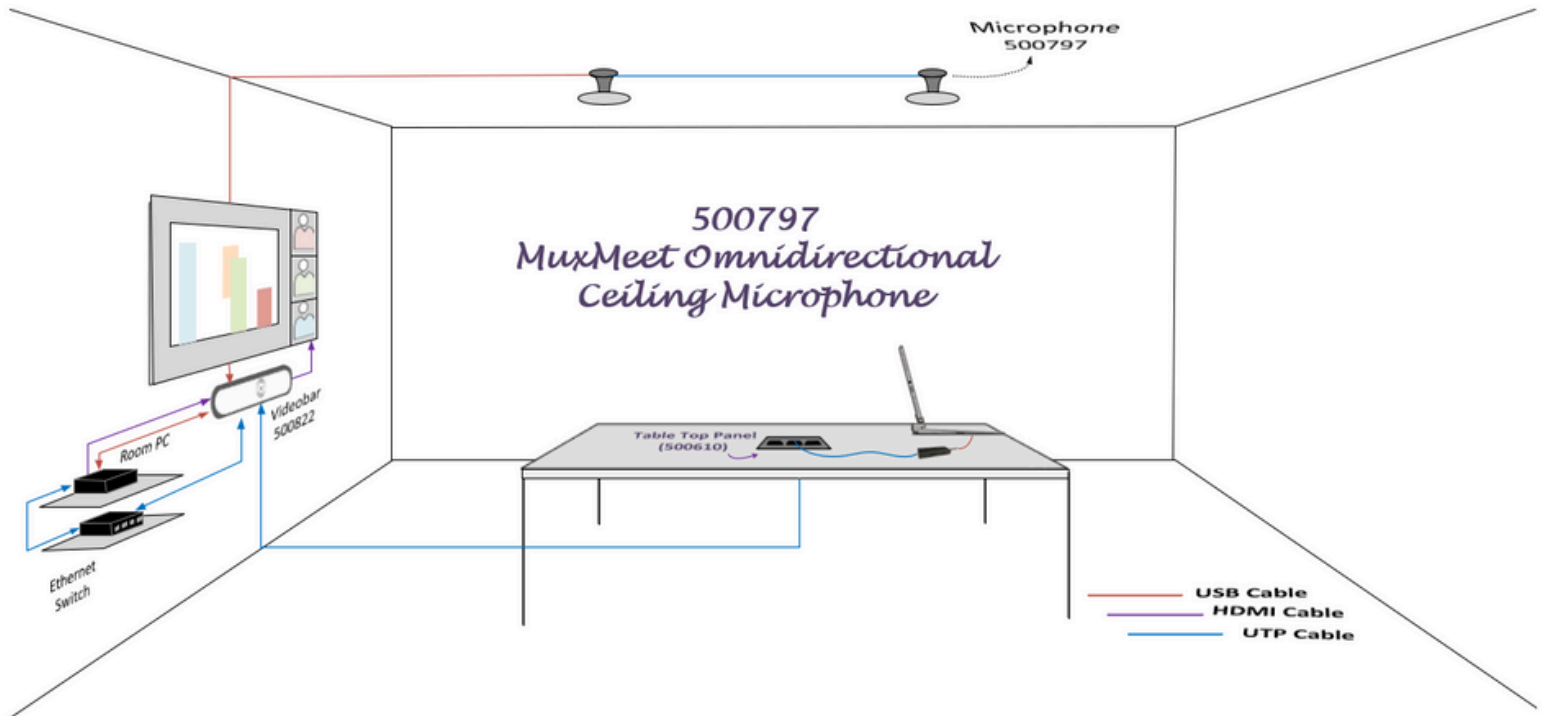 Microphone
500797
500797
MuxMeet Omnidirectional
Ceiling Microphone
Videobar
500822
Room PC
Table Top Panel
(500610)
Ethernet
Switch
USB Cable
HDMI Cable
UTP Cable